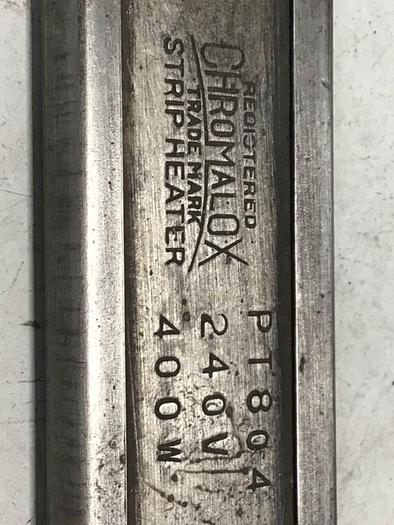 REGISTERED
CHROMALOX
TRADE MARK
STRIP HEATER
PT804
240V
400W